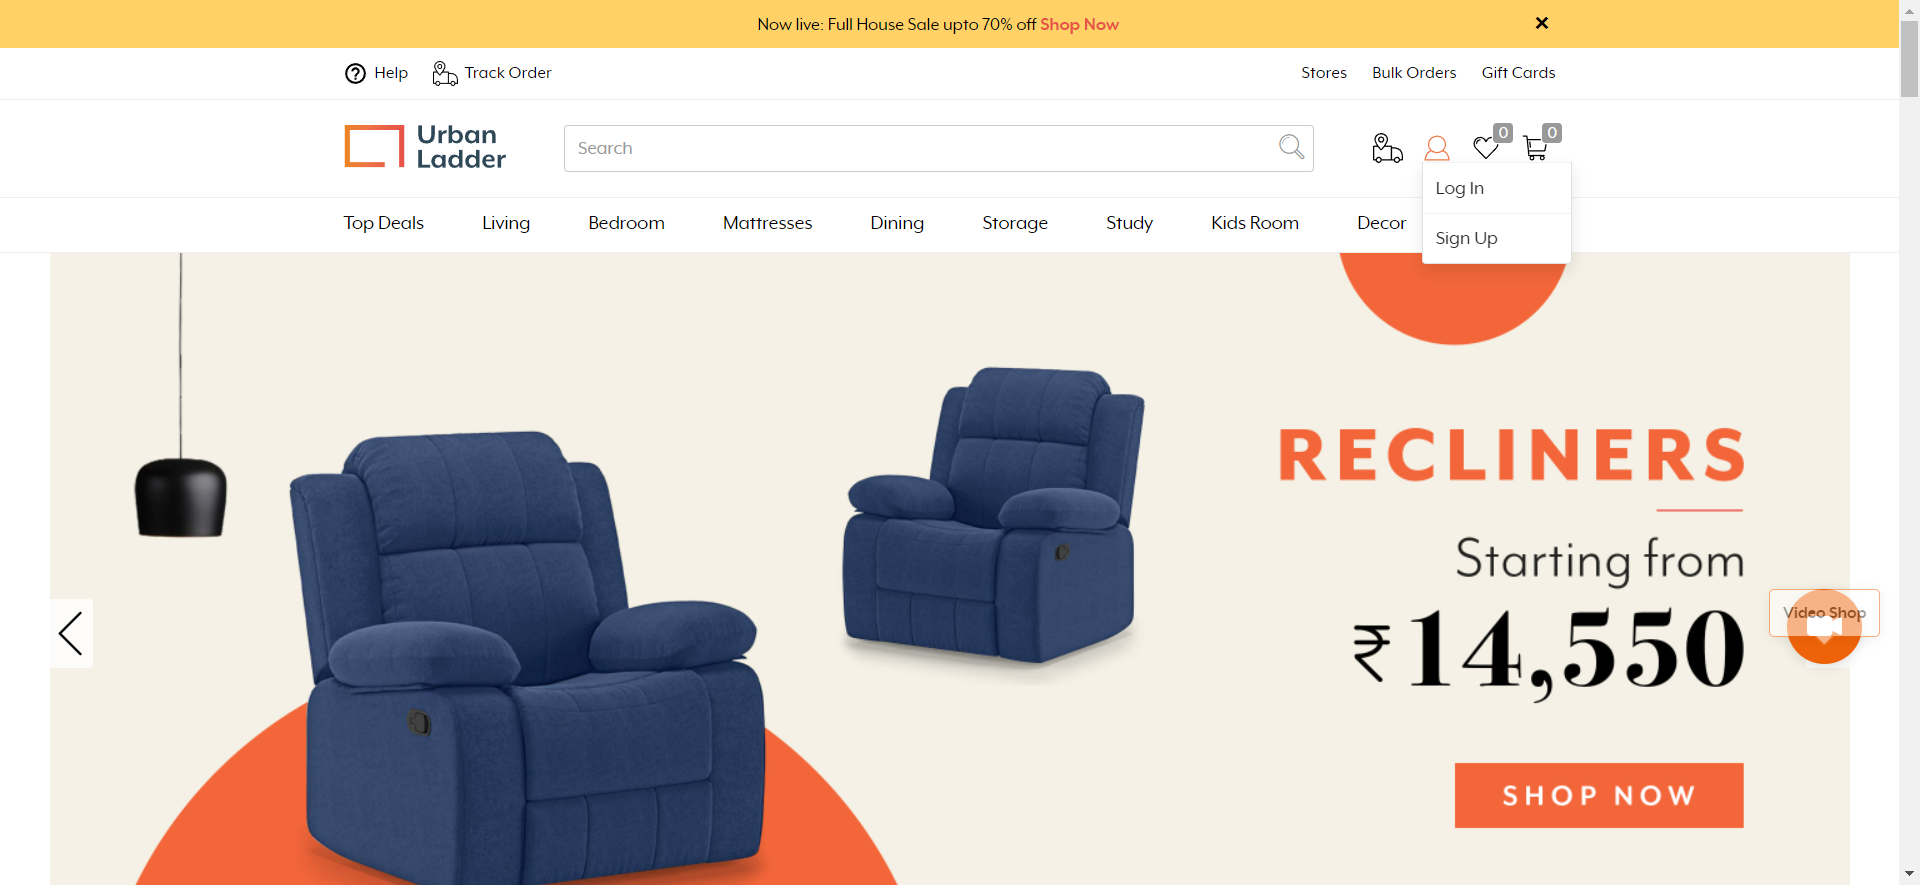 Now live: Full House Sale upto 70% off Shop Now
Help Track Order Stores Bulk Orders Gift Cards
Urban
Ladder
Search
0 0
Log In
Sign Up
Top Deals Living Bedroom Mattresses Dining Storage Study Kids Room Decor
RECLINERS
Starting from
₹14,550
Video Shop
SHOP NOW